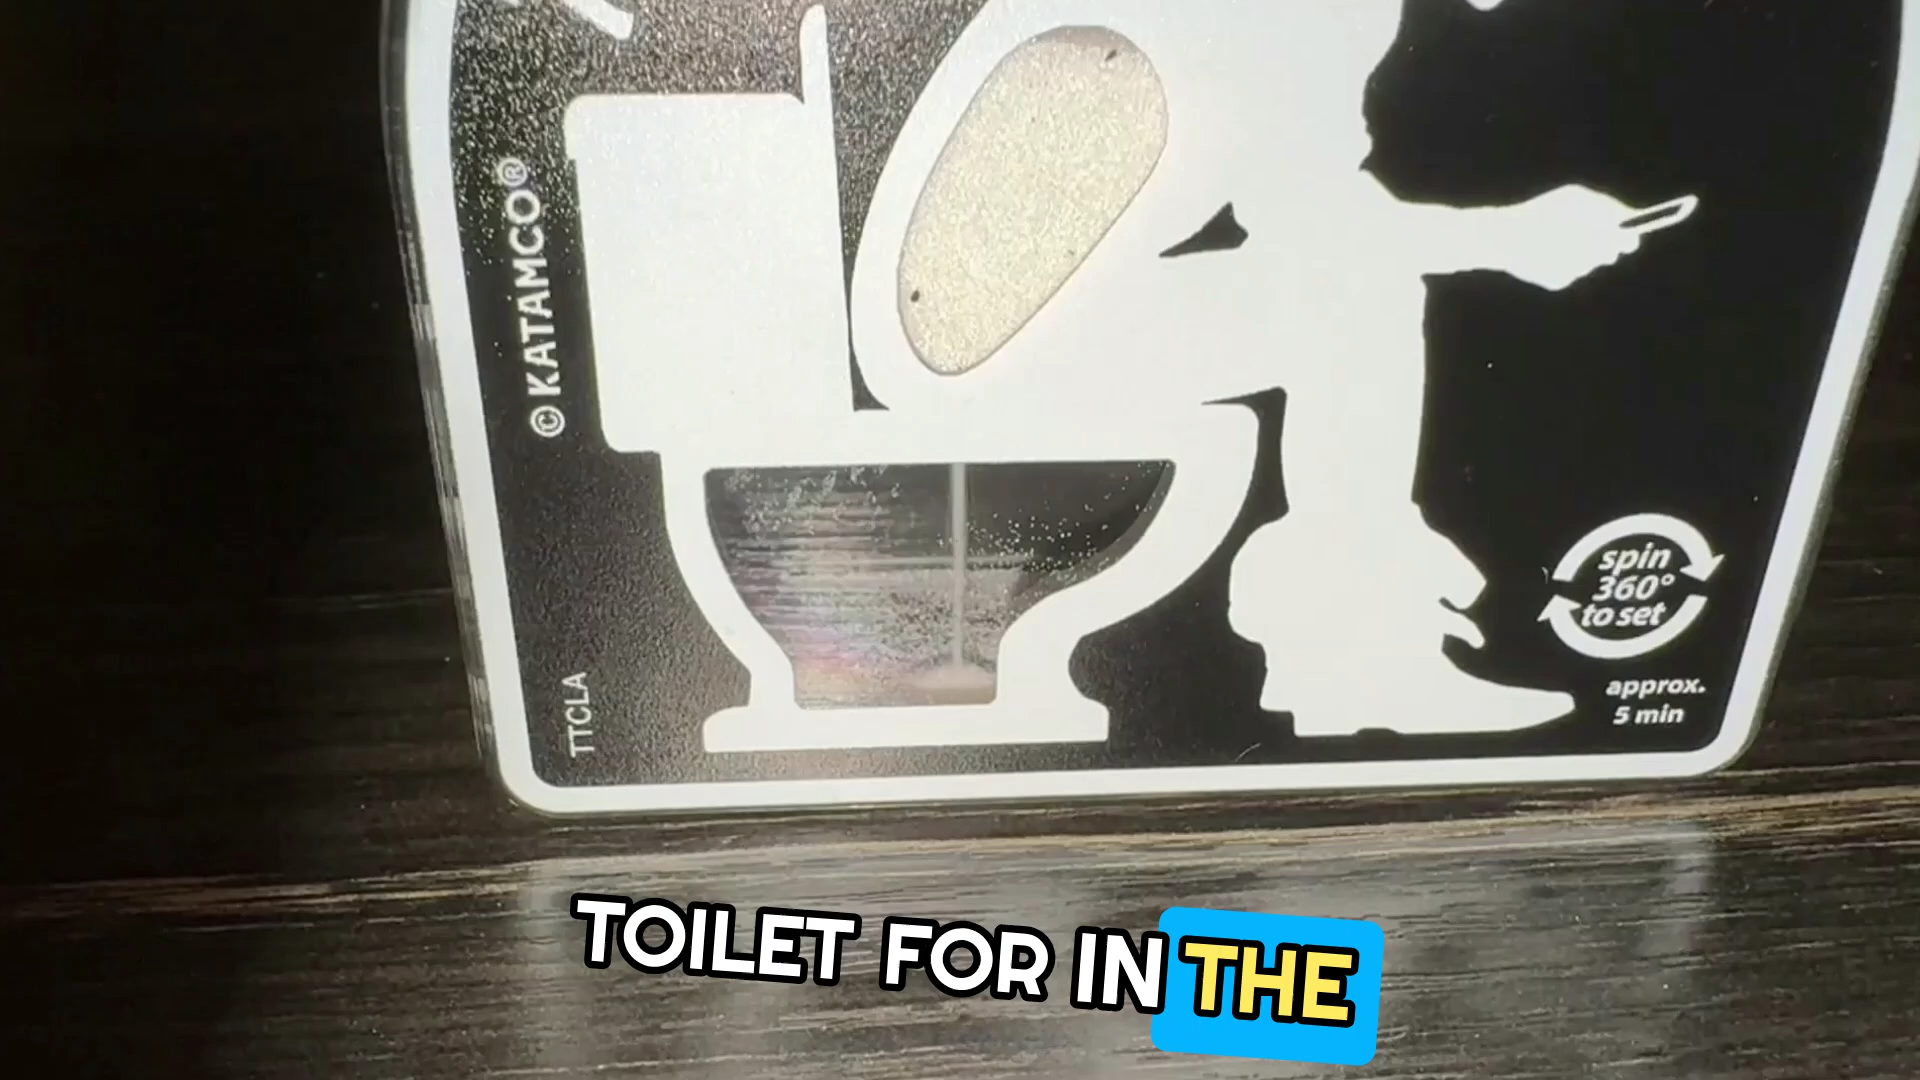 © KATAMCO®
TTCLA
spin
360°
to set
approx.
5 min
TOILET FOR IN THE